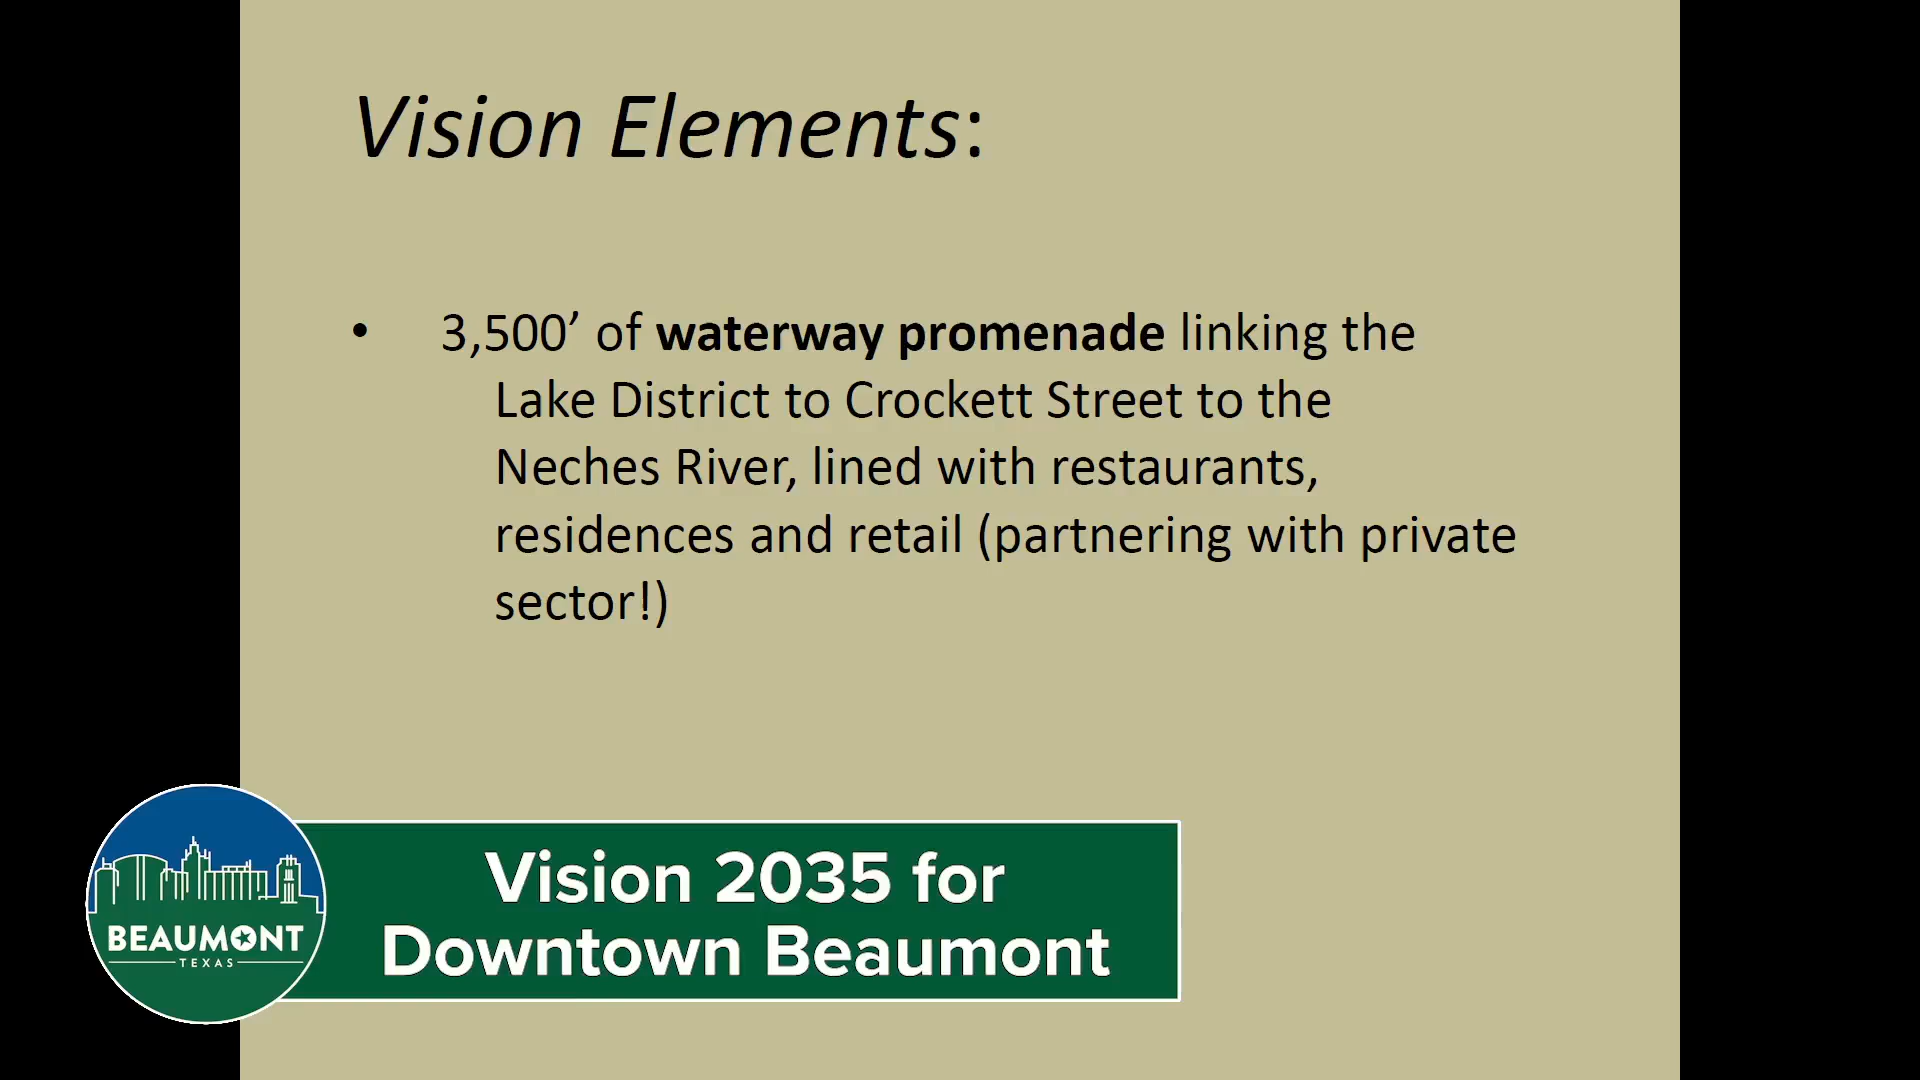 Vision Elements:
• 3,500’ of waterway promenade linking the
Lake District to Crockett Street to the
Neches River, lined with restaurants,
residences and retail (partnering with private
sector!)
BEAUMONT
TEXAS
Vision 2035 for
Downtown Beaumont